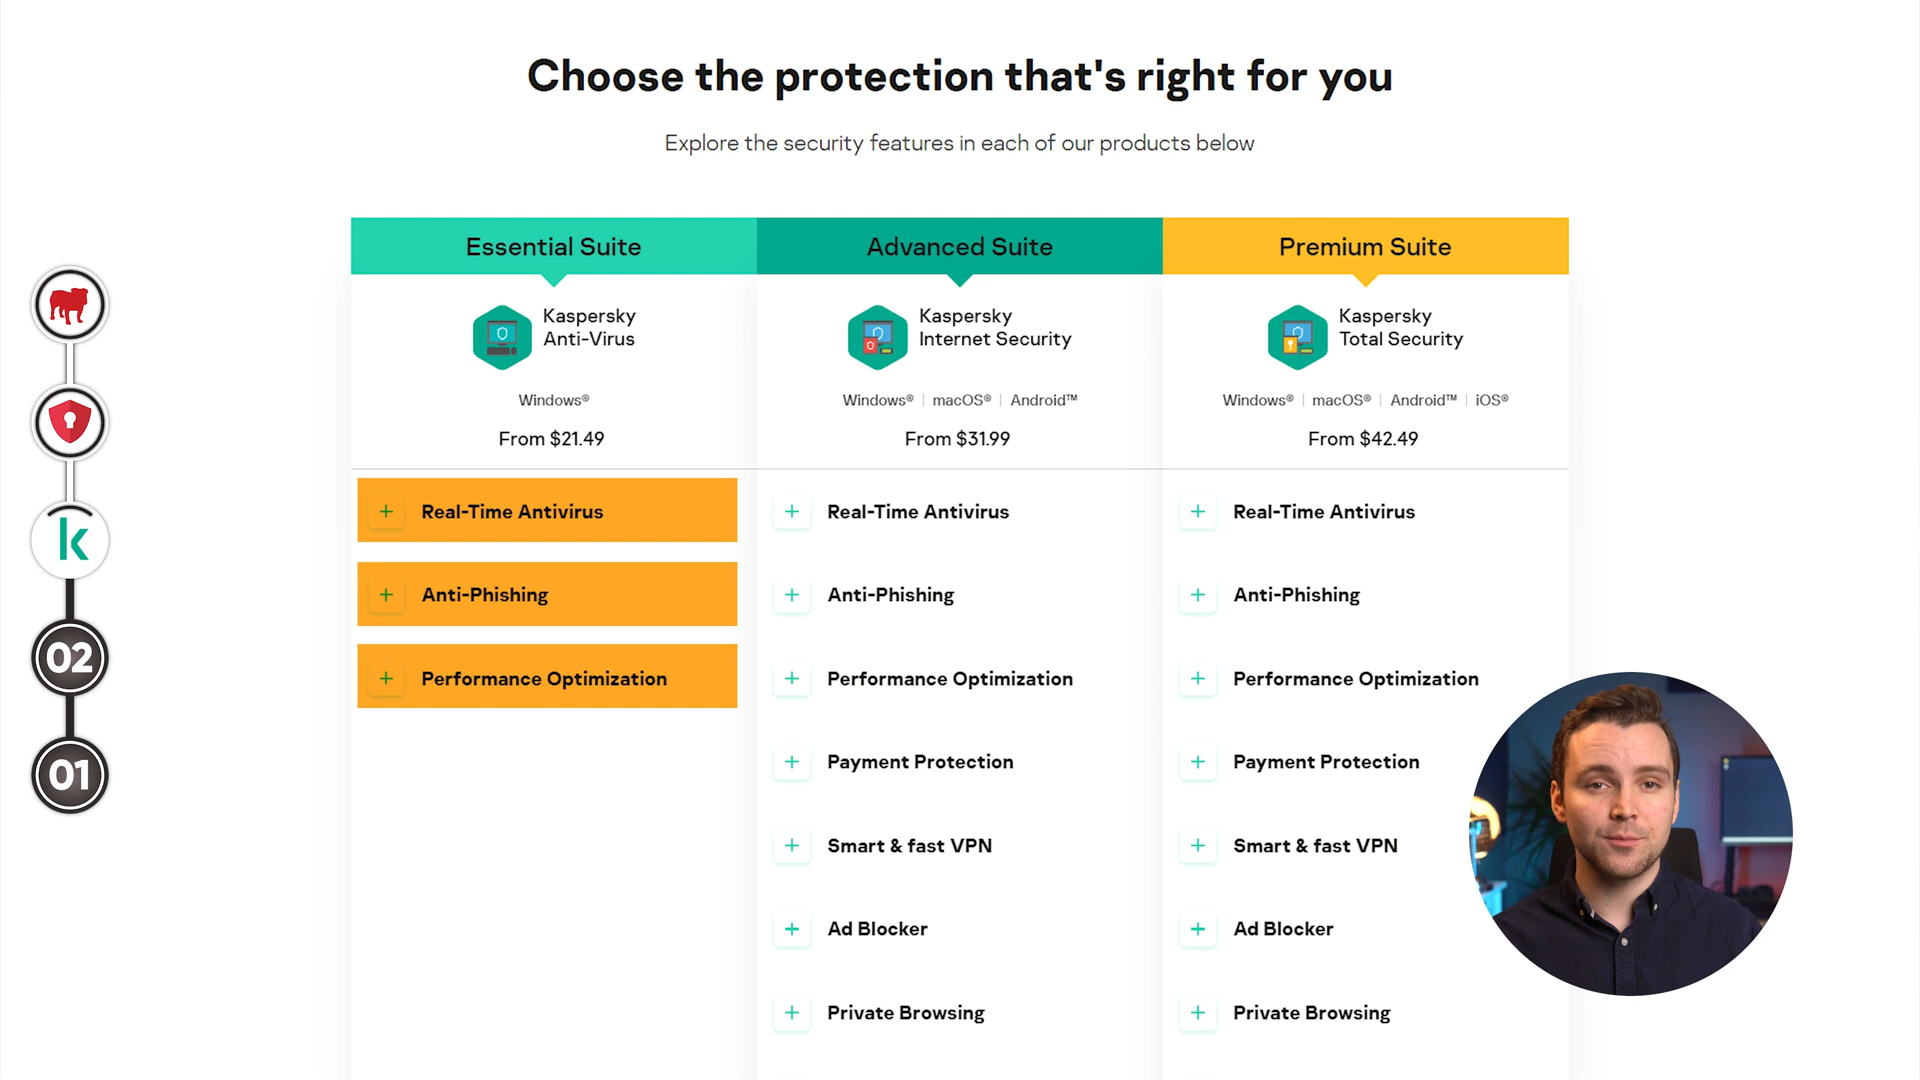 Choose the protection that's right for you
Explore the security features in each of our products below
Essential Suite
Kaspersky
Anti-Virus
Windows®
From $21.49
Real-Time Antivirus
Anti-Phishing
Performance Optimization
Advanced Suite
Kaspersky
Internet Security
Windows® | macOS® | Android™
From $31.99
Real-Time Antivirus
Anti-Phishing
Performance Optimization
Payment Protection
Smart & fast VPN
Ad Blocker
Private Browsing
Premium Suite
Kaspersky
Total Security
Windows® | macOS® | Android™ | iOS®
From $42.49
Real-Time Antivirus
Anti-Phishing
Performance Optimization
Payment Protection
Smart & fast VPN
Ad Blocker
Private Browsing
k
02
01